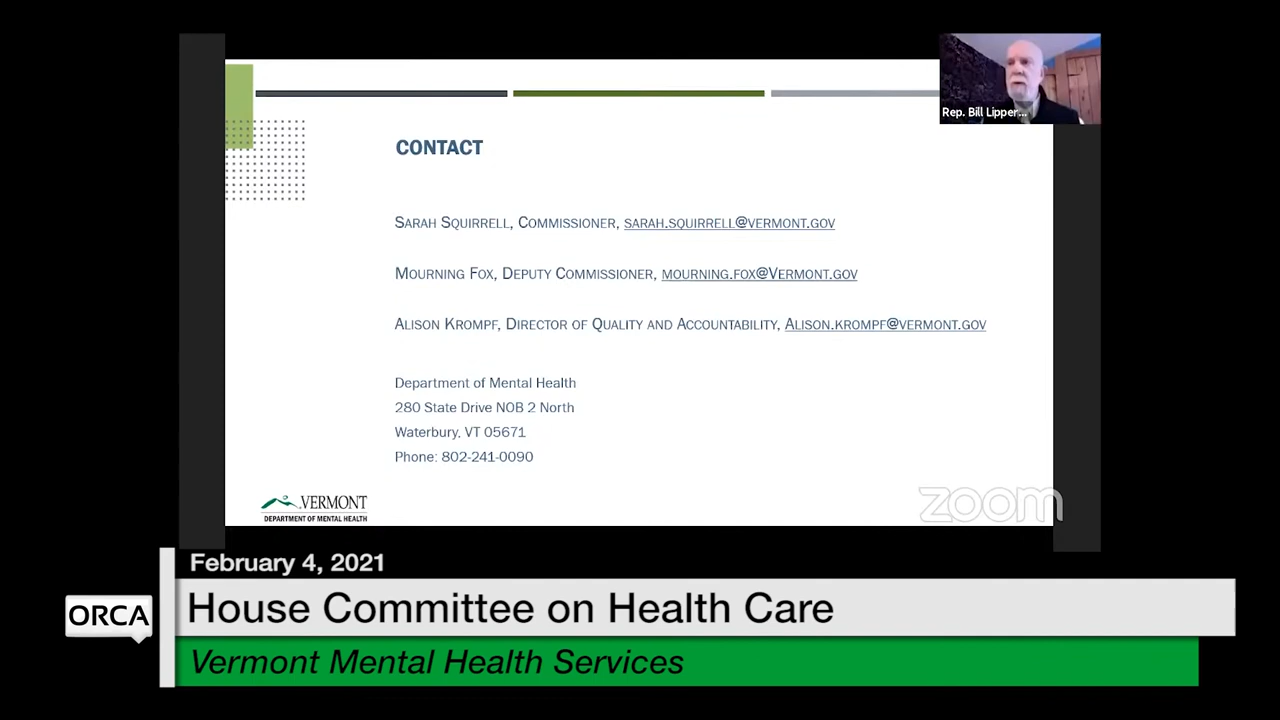 Rep. Bill Lipper...
CONTACT
SARAH SQUIRRELL, COMMISSIONER, SARAH.SQUIRRELL@VERMONT.GOV
MOURNING FOX, DEPUTY COMMISSIONER, MOURNING.FOX@VERMONT.GOV
ALISON KROMPF, DIRECTOR OF QUALITY AND ACCOUNTABILITY, ALISON.KROMPF@VERMONT.GOV
Department of Mental Health
280 State Drive NOB 2 North
Waterbury, VT 05671
Phone: 802-241-0090
VERMONT
DEPARTMENT OF MENTAL HEALTH
zoom
February 4, 2021
ORCA
House Committee on Health Care
Vermont Mental Health Services